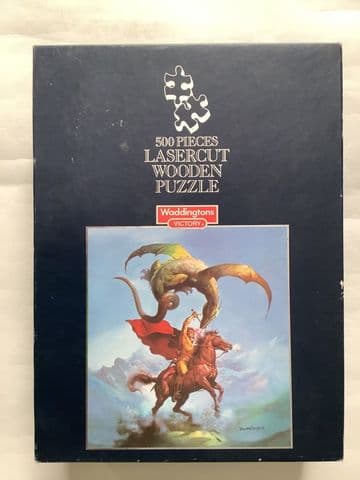 500 PIECES
LASERCUT
WOODEN
PUZZLE
Waddingtons
VICTORY